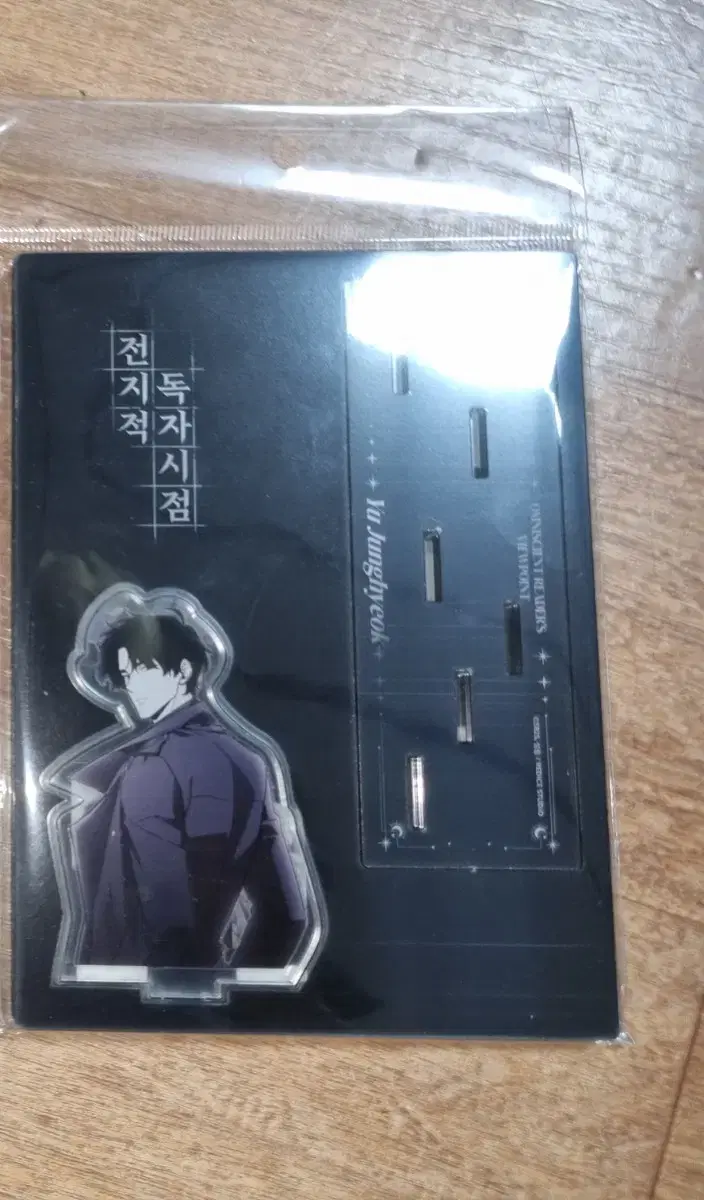 전지적
독자시점
Yu Junghyeok
OMNISCIENT READER'S
VIEWPOINT